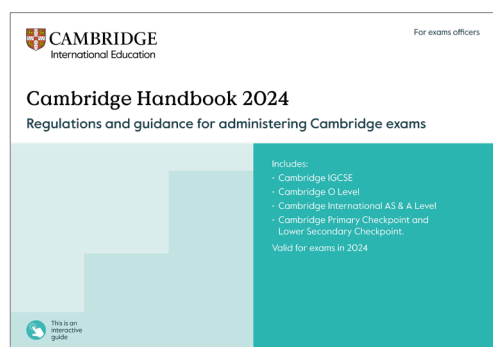 CAMBRIDGE
International Education
For exams officers
Cambridge Handbook 2024
Regulations and guidance for administering Cambridge exams
Includes:
· Cambridge IGCSE
· Cambridge O Level
· Cambridge International AS & A Level
· Cambridge Primary Checkpoint and
Lower Secondary Checkpoint.
Valid for exams in 2024
This is an
interactive
guide